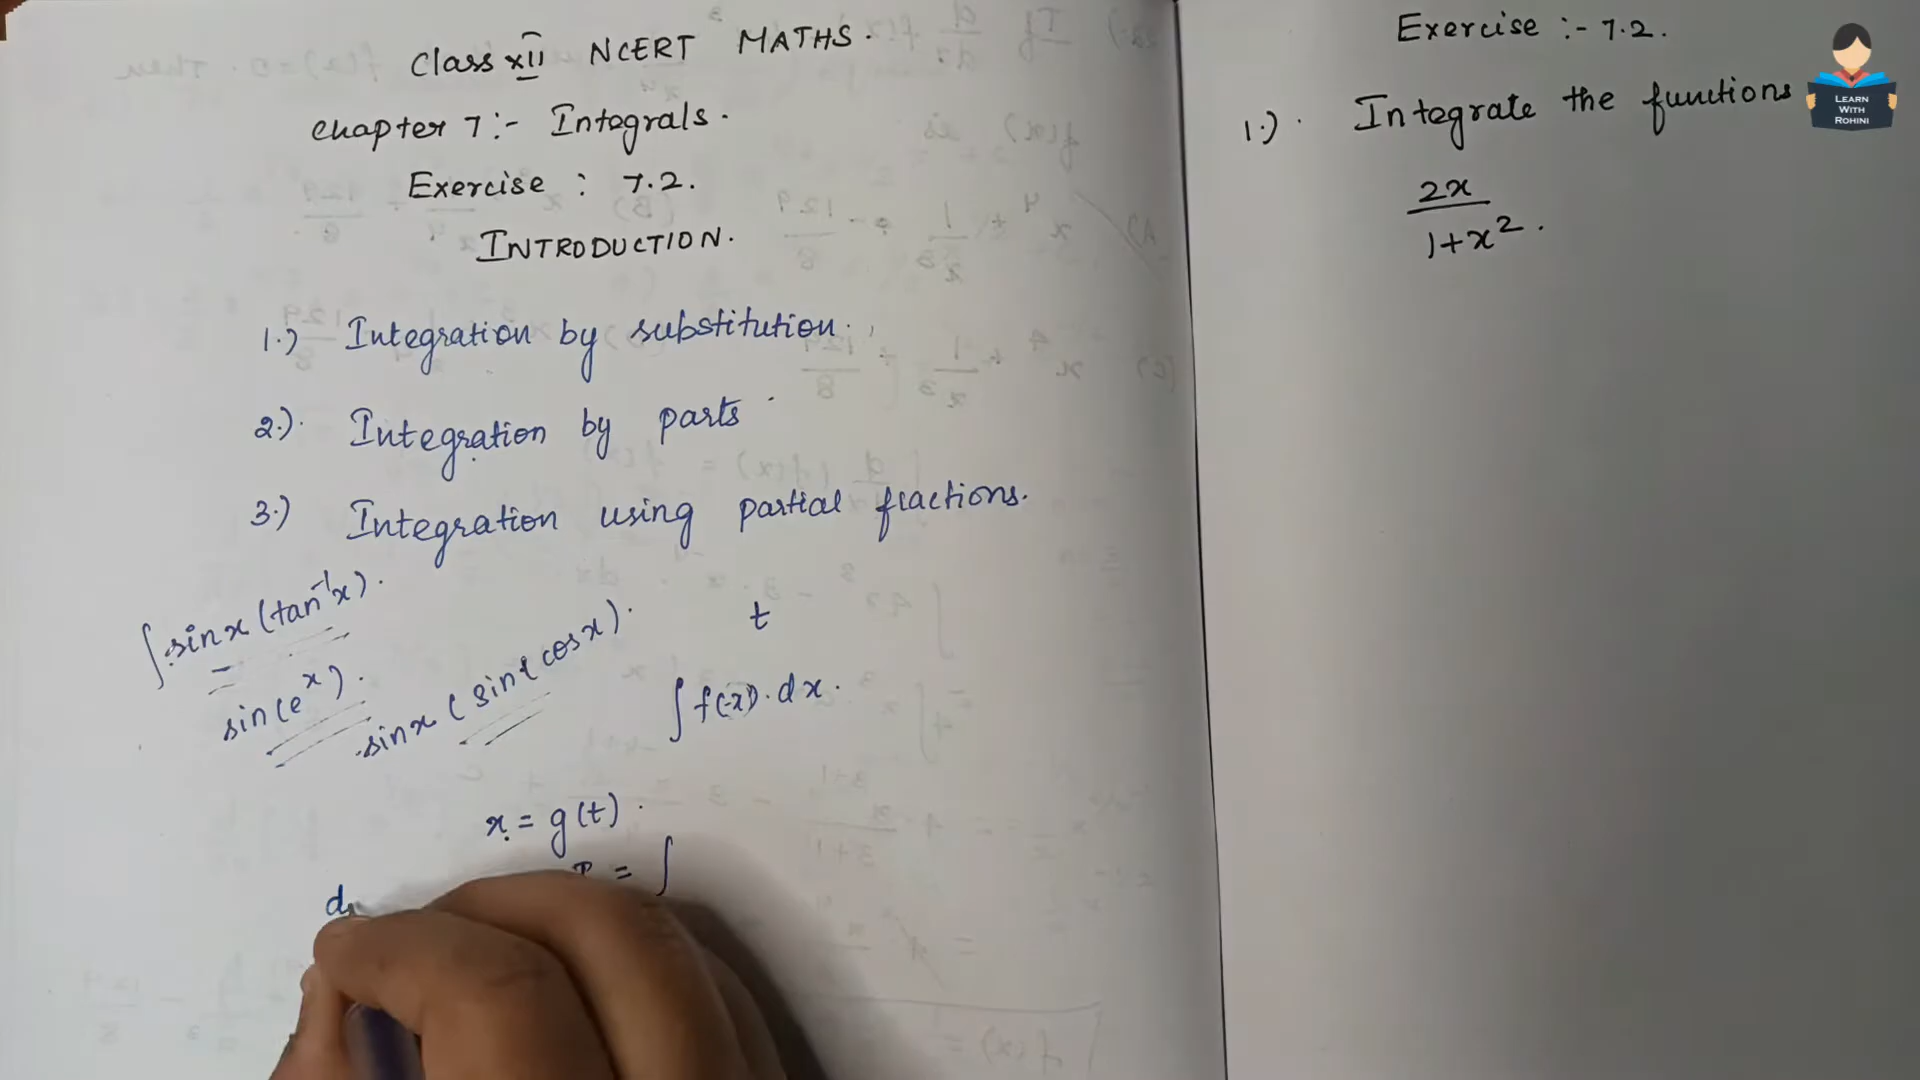 Class XII NCERT MATHS.
Chapter 7:- Integrals.
Exercise : 7.2.
INTRODUCTION.
1.) Integration by substitution.
2.) Integration by parts
3.) Integration using partial fractions.
∫sinx(tan⁻¹x).
sin(eˣ).
sinx (sinx cosx).
t
∫f(x).dx.
x = g(t).
I = ∫
d
Exercise :- 7.2.
1.) Integrate the functions
2x
1+x².
LEARN
WITH
ROHINI